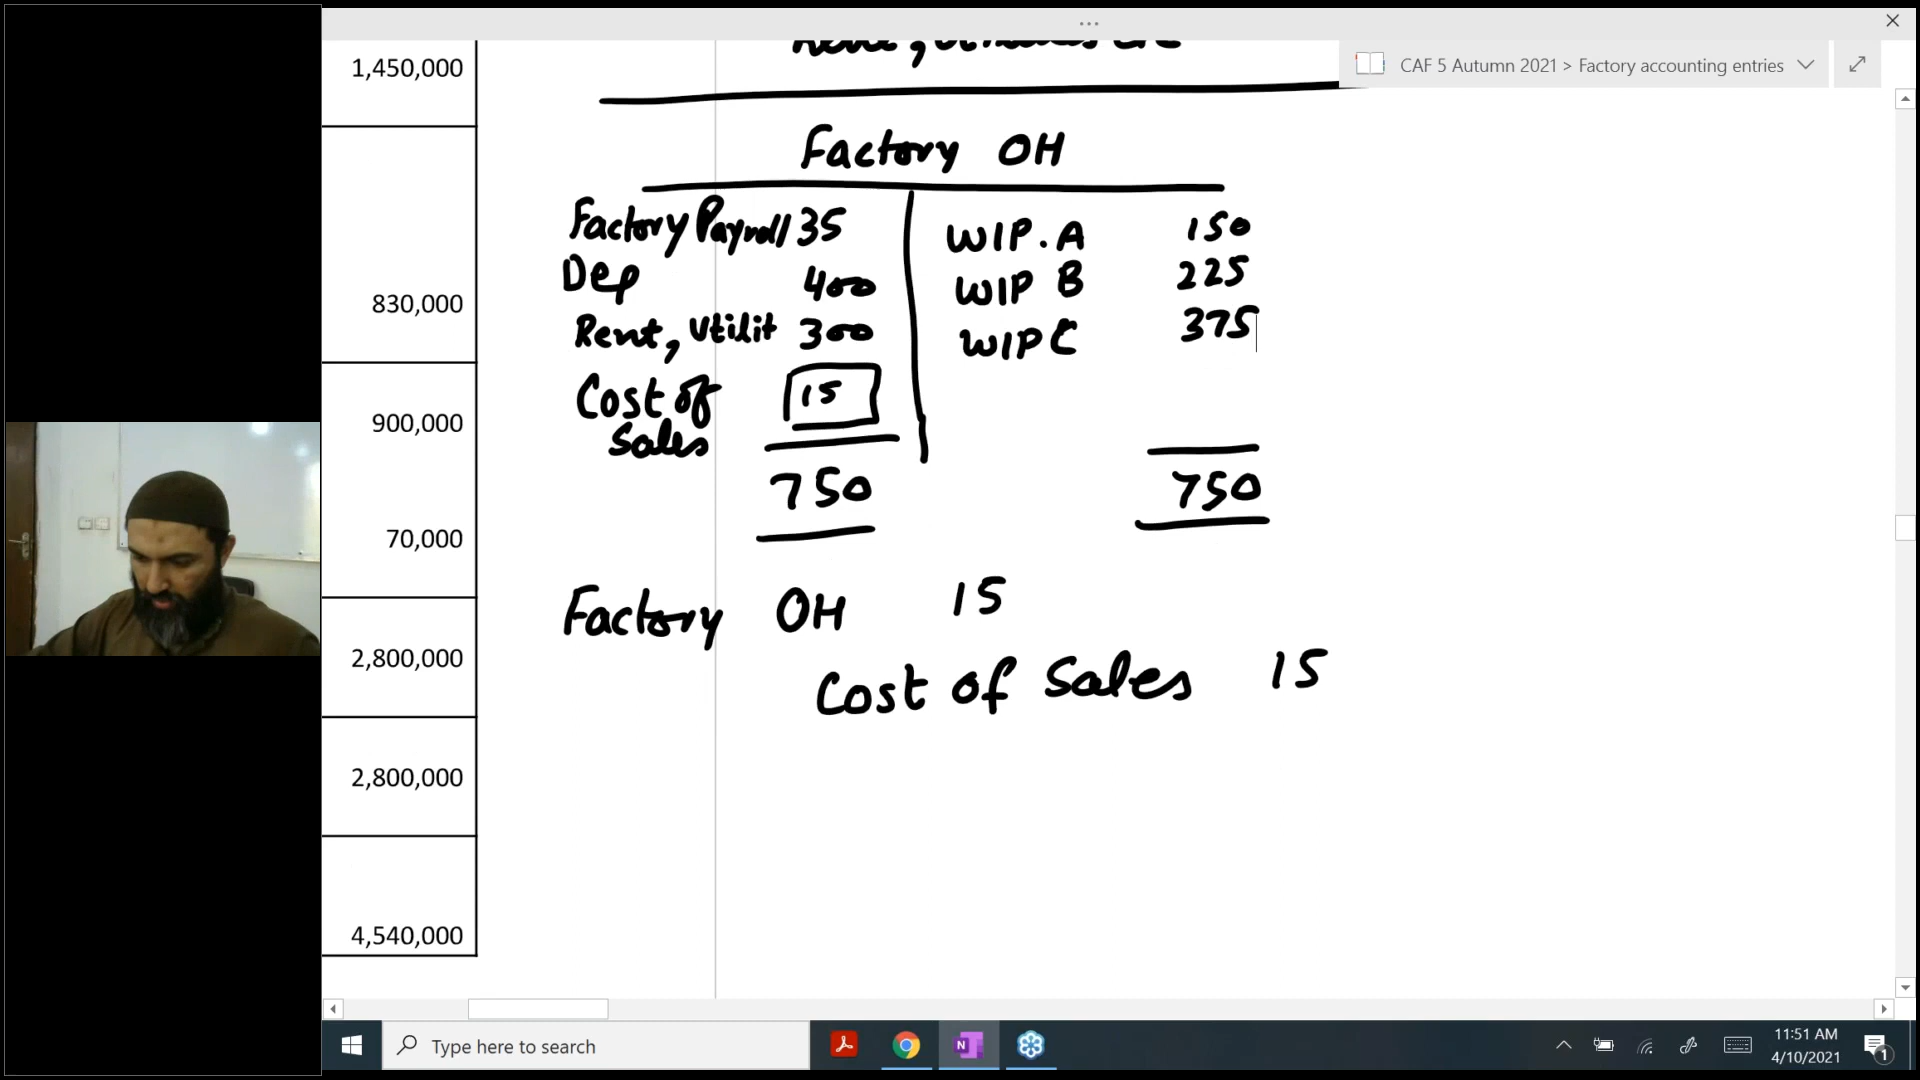 ...
1,450,000
CAF 5 Autumn 2021 > Factory accounting entries
Factory OH
Factory Payroll 35 WIP. A 150
Dep 400 WIP B 225
830,000
Rent, Utilit 300 WIP C 375
Cost of 15
900,000
Sales
750 750
70,000
Factory OH 15
2,800,000
Cost of Sales 15
2,800,000
4,540,000
Type here to search
N
11:51 AM
4/10/2021
1